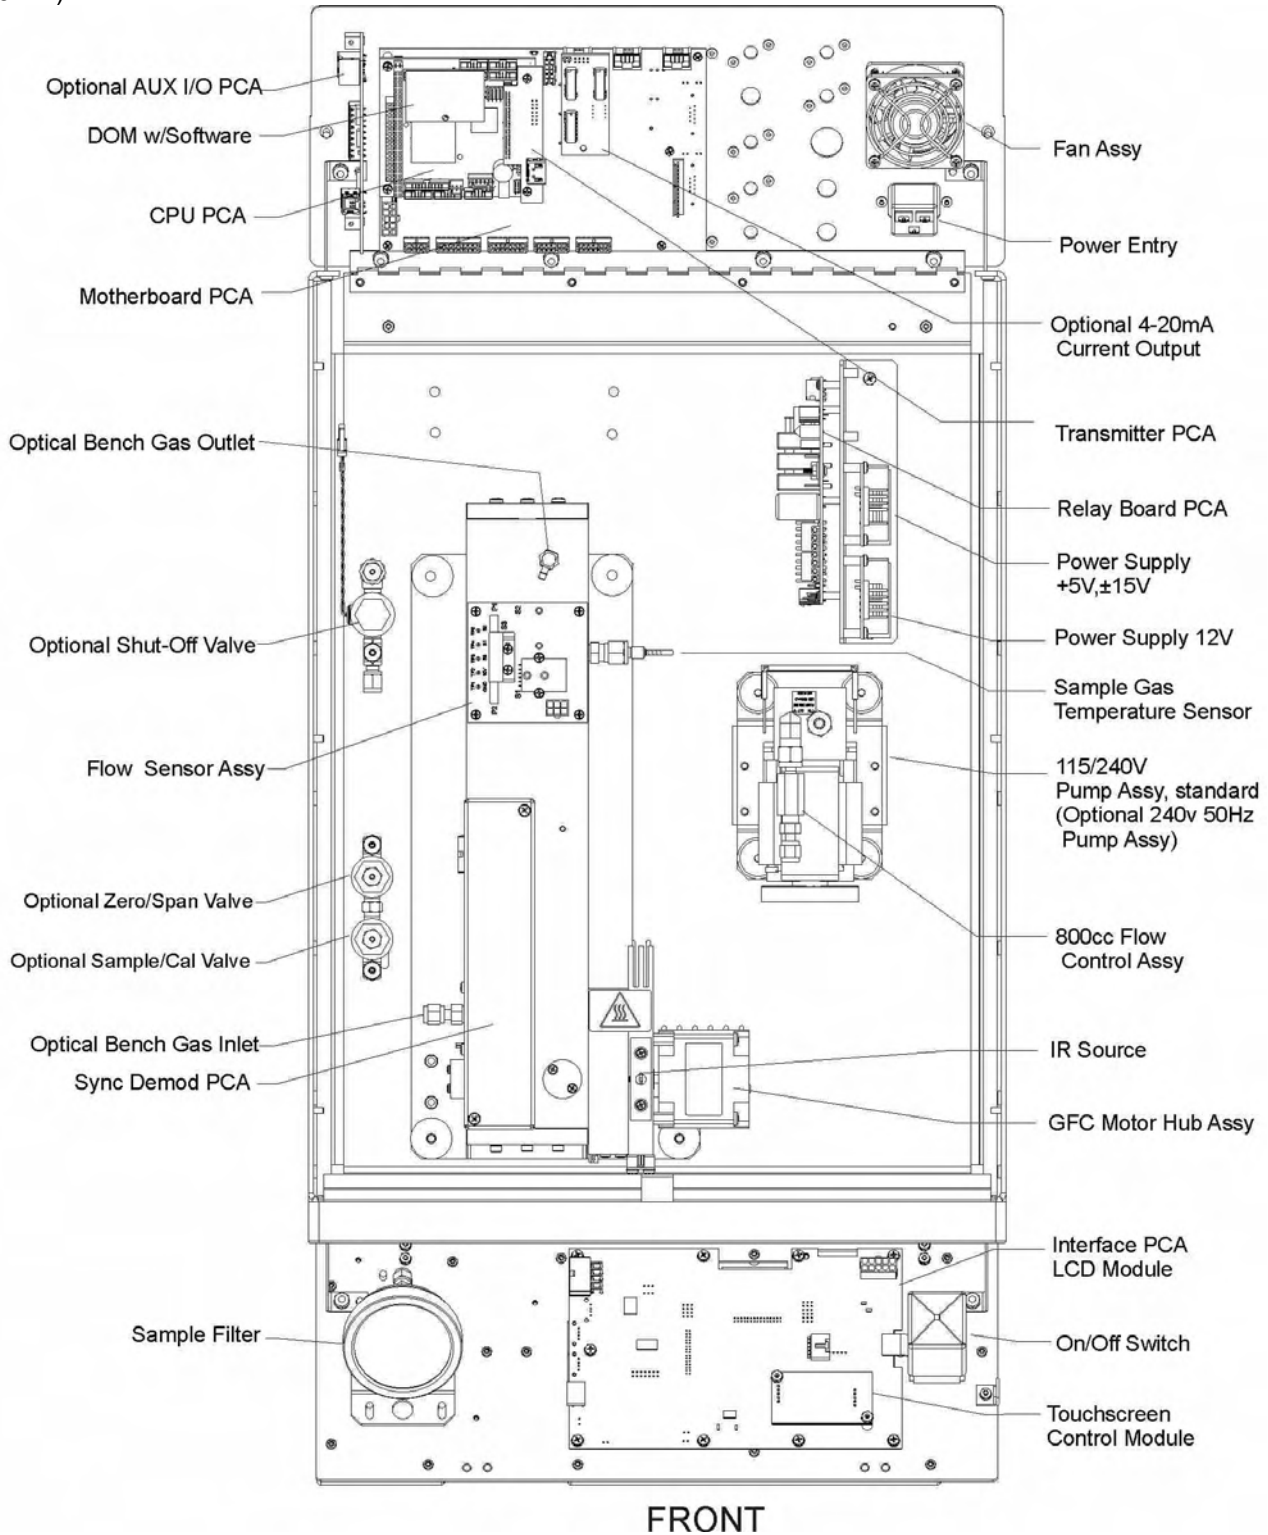 Optional AUX I/O PCA
DOM w/Software
CPU PCA
Motherboard PCA
Optical Bench Gas Outlet
Optional Shut-Off Valve
Flow Sensor Assy
Optional Zero/Span Valve
Optional Sample/Cal Valve
Optical Bench Gas Inlet
Sync Demod PCA
Sample Filter
Fan Assy
Power Entry
Optional 4-20mA
Current Output
Transmitter PCA
Relay Board PCA
Power Supply
+5V,±15V
Power Supply 12V
Sample Gas
Temperature Sensor
115/240V
Pump Assy, standard
(Optional 240v 50Hz
Pump Assy)
800cc Flow
Control Assy
IR Source
GFC Motor Hub Assy
Interface PCA
LCD Module
On/Off Switch
Touchscreen
Control Module
S2
S3
S1
P2
FRONT